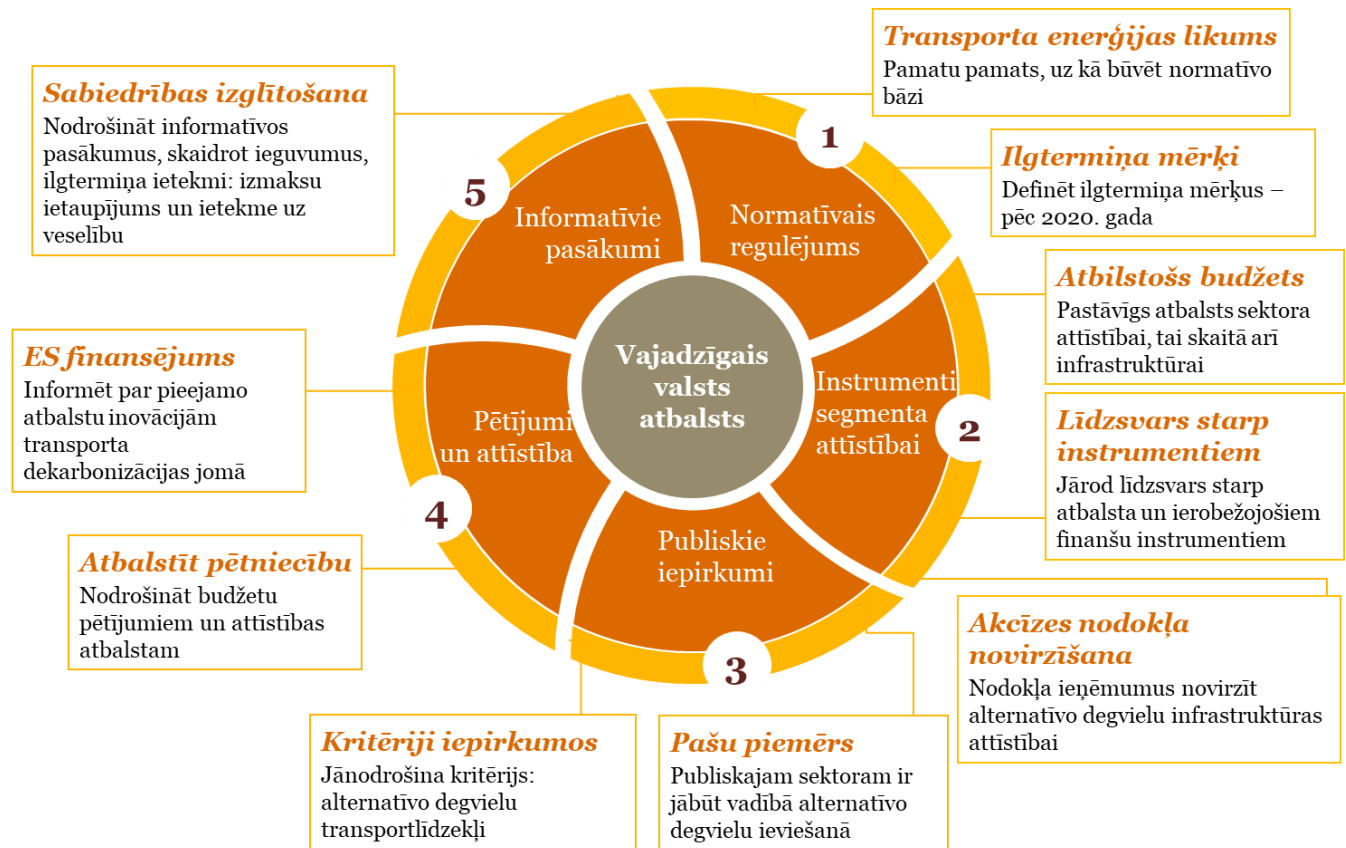 Transporta enerģijas likums
Pamatu pamats, uz kā būvēt normatīvo
bāzi
Sabiedrības izglītošana
Nodrošināt informatīvos
pasākumus, skaidrot ieguvumus,
ilgtermiņa ietekmi: izmaksu
ietaupījums un ietekme uz
veselību
1
Ilgtermiņa mērķi
Definēt ilgtermiņa mērķus –
pēc 2020. gada
5
Informatīvie
pasākumi
Normatīvais
regulējums
Atbilstošs budžets
Pastāvīgs atbalsts sektora
attīstībai, tai skaitā arī
infrastruktūrai
ES finansējums
Informēt par pieejamo
atbalstu inovācijām
transporta
dekarbonizācijas jomā
Vajadzīgais
valsts
atbalsts
Instrumenti
segmenta
attīstībai
2
Pētījumi
un attīstība
Līdzsvars starp
instrumentiem
Jārod līdzsvars starp
atbalsta un ierobežojošiem
finanšu instrumentiem
4
Publiskie
iepirkumi
Atbalstīt pētniecību
Nodrošināt budžetu
pētījumiem un attīstības
atbalstam
3
Akcīzes nodokļa
novirzīšana
Nodokļa ieņēmumus novirzīt
alternatīvo degvielu infrastruktūras
attīstībai
Kritēriji iepirkumos
Jānodrošina kritērijs:
alternatīvo degvielu
transportlīdzekļi
Pašu piemērs
Publiskajam sektoram ir
jābūt vadībā alternatīvo
degvielu ieviešanā